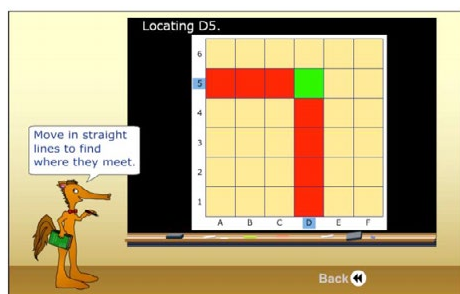 Locating D5.
6
5
4
3
2
1
A B C D E F
Move in straight
lines to find
where they meet.
Back